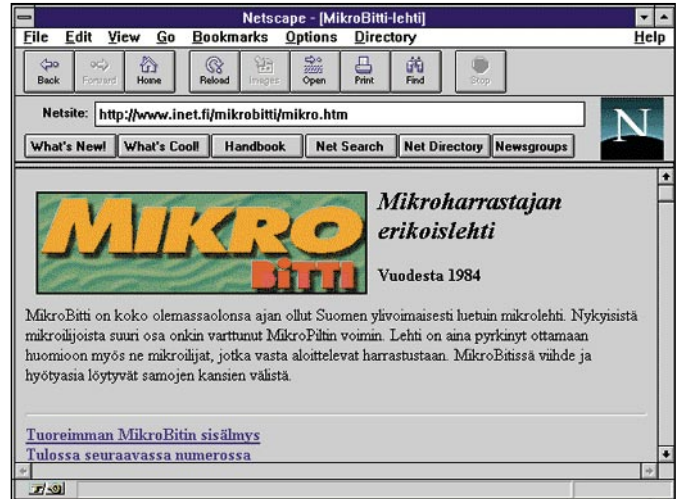 Netscape - [MikroBitti-lehti]
File Edit View Go Bookmarks Options Directory Help
Back Forward Home Reload Images Open Print Find Stop
Netsite: http://www.inet.fi/mikrobitti/mikro.htm
N
What's New! What's Cool! Handbook Net Search Net Directory Newsgroups
MIKRO
BITTI
Mikroharrastajan
erikoislehti
Vuodesta 1984
MikroBitti on koko olemassaolonsa ajan ollut Suomen ylivoimaisesti luetuin mikrolehti. Nykyisistä
mikroilijoista suuri osa onkin varttunut MikroPiltin voimin. Lehti on aina pyrkinyt ottamaan
huomioon myös ne mikroilijat, jotka vasta aloittelevat harrastustaan. MikroBitissä viihde ja
hyötyasia löytyvät samojen kansien välistä.
Tuoreimman MikroBitin sisälmys
Tulossa seuraavassa numerossa